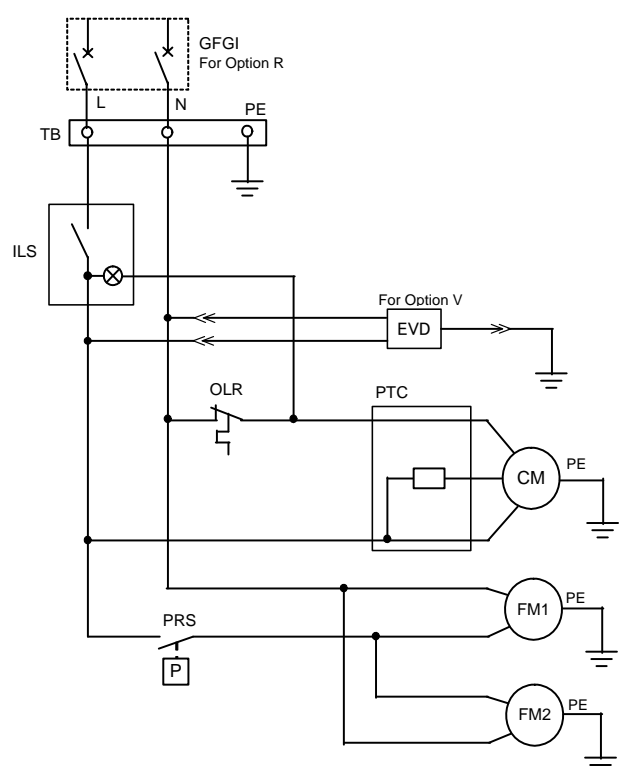 GFGI
For Option R
L
N
PE
TB
ILS
For Option V
EVD
OLR
PTC
CM
PE
FM1
PE
PRS
P
FM2
PE